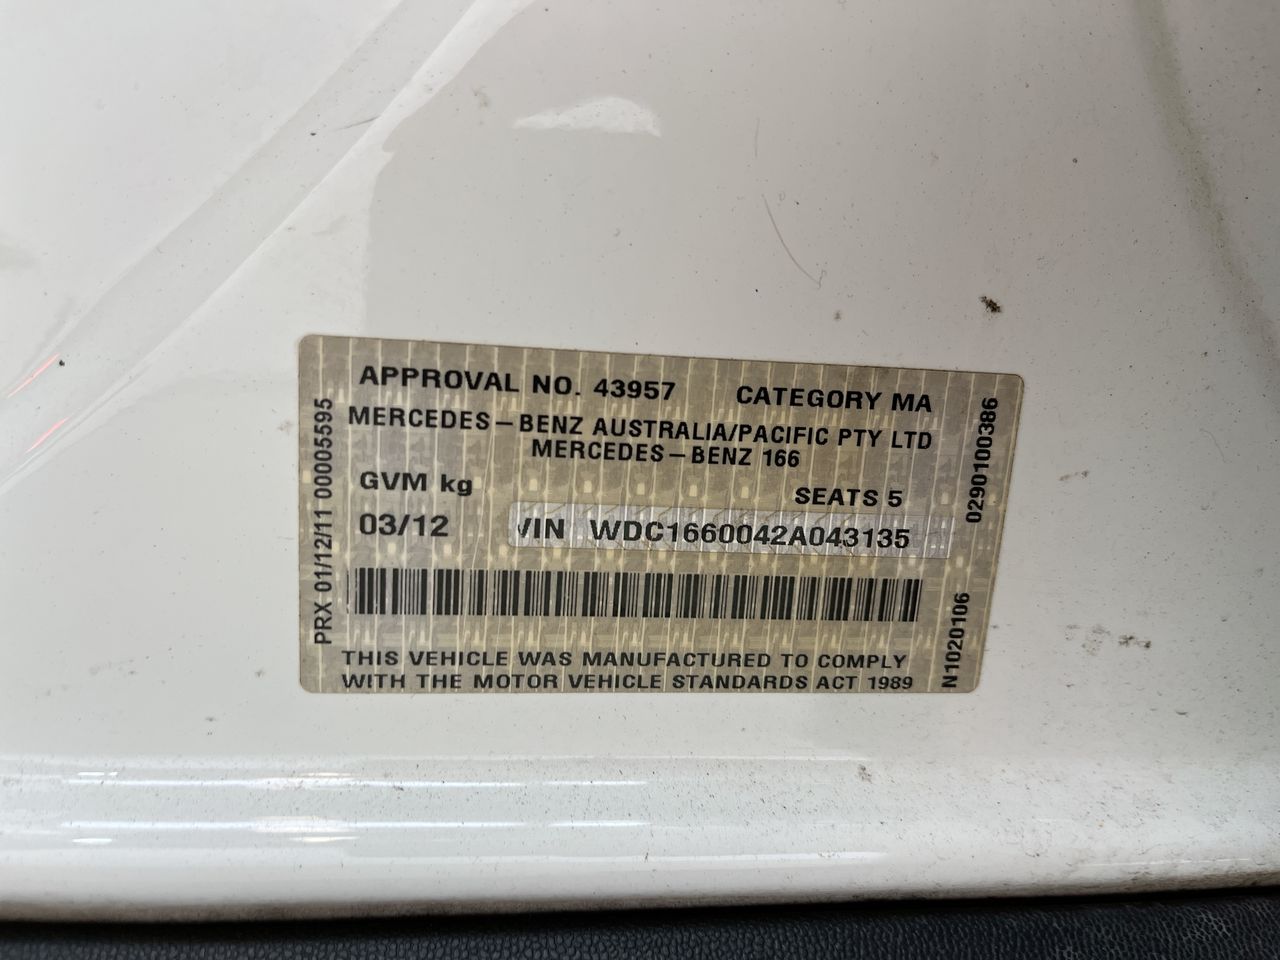 APPROVAL NO. 43957 CATEGORY MA
MERCEDES-BENZ AUSTRALIA/PACIFIC PTY LTD
MERCEDES-BENZ 166
GVM kg SEATS 5
03/12 VIN WDC1660042A043135
THIS VEHICLE WAS MANUFACTURED TO COMPLY
WITH THE MOTOR VEHICLE STANDARDS ACT 1989
PRX 01/12/11 00005595
0290100386
N1020106